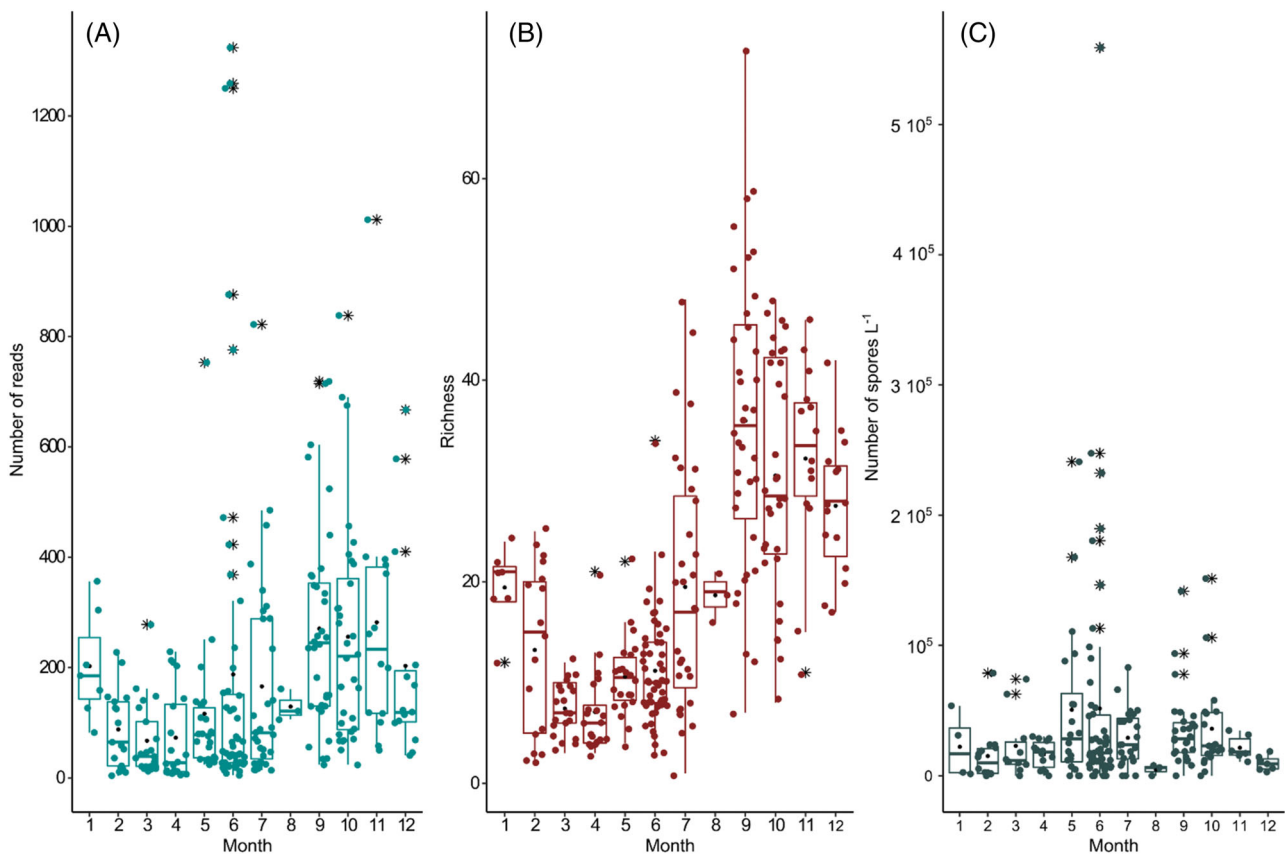 (A)
(B)
(C)
Number of reads
1200
1000
800
600
400
200
0
1 2 3 4 5 6 7 8 9 10 11 12
Month
Richness
60
40
20
0
1 2 3 4 5 6 7 8 9 10 11 12
Month
Number of spores L⁻¹
5 10⁵
4 10⁵
3 10⁵
2 10⁵
10⁵
0
1 2 3 4 5 6 7 8 9 10 11 12
Month